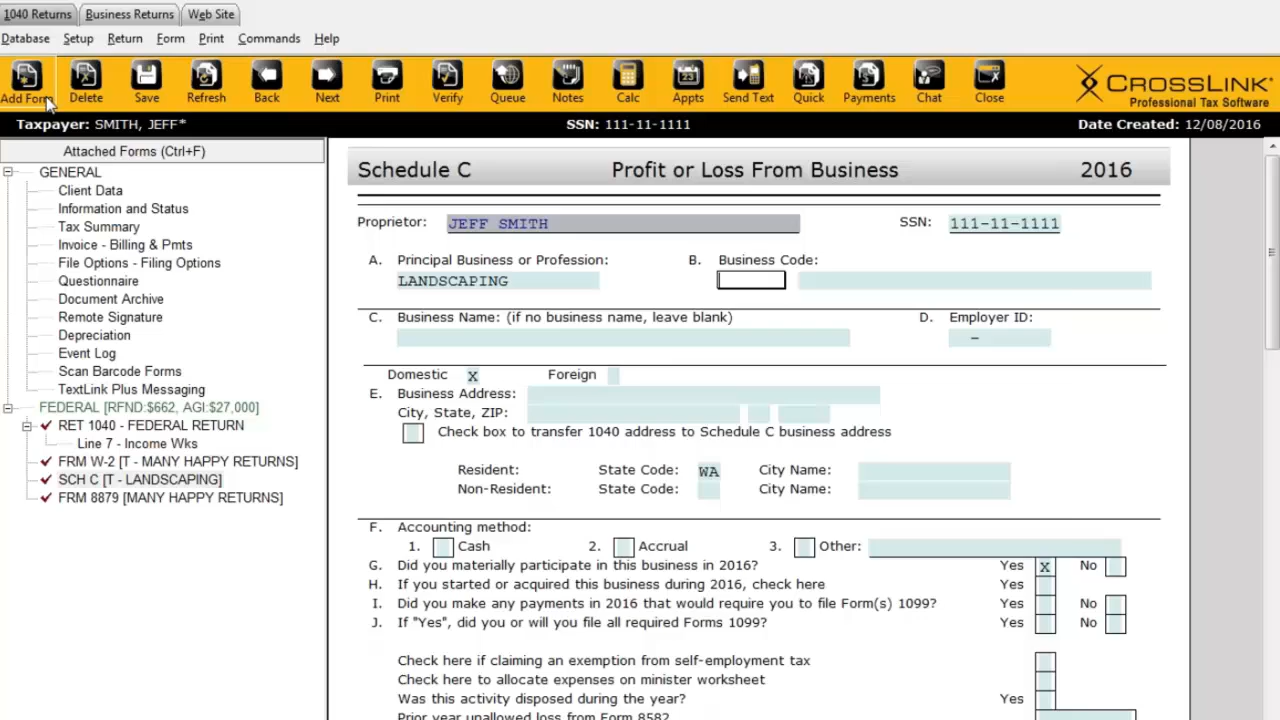 1040 Returns Business Returns Web Site
Database Setup Return Form Print Commands Help
Add Form Delete Save Refresh Back Next Print Verify Queue Notes Calc Appts Send Text Quick Payments Chat Close
CROSSLINK
Professional Tax Software
Taxpayer: SMITH, JEFF* SSN: 111-11-1111 Date Created: 12/08/2016
Attached Forms (Ctrl+F)
GENERAL
Client Data
Information and Status
Tax Summary
Invoice - Billing & Pmts
File Options - Filing Options
Questionnaire
Document Archive
Remote Signature
Depreciation
Event Log
Scan Barcode Forms
TextLink Plus Messaging
FEDERAL [RFND:$662, AGI:$27,000]
RET 1040 - FEDERAL RETURN
Line 7 - Income Wks
FRM W-2 [T - MANY HAPPY RETURNS]
SCH C [T - LANDSCAPING]
FRM 8879 [MANY HAPPY RETURNS]
Schedule C Profit or Loss From Business 2016
Proprietor: JEFF SMITH SSN: 111-11-1111
A. Principal Business or Profession: B. Business Code:
LANDSCAPING
C. Business Name: (if no business name, leave blank) D. Employer ID:
–
Domestic X Foreign
E. Business Address:
City, State, ZIP:
Check box to transfer 1040 address to Schedule C business address
Resident: State Code: WA City Name:
Non-Resident: State Code: City Name:
F. Accounting method:
1. Cash 2. Accrual 3. Other:
G. Did you materially participate in this business in 2016? Yes X No
H. If you started or acquired this business during 2016, check here Yes
I. Did you make any payments in 2016 that would require you to file Form(s) 1099? Yes No
J. If "Yes", did you or will you file all required Forms 1099? Yes No
Check here if claiming an exemption from self-employment tax
Check here to allocate expenses on minister worksheet
Was this activity disposed during the year? Yes
Prior year unallowed loss from Form 8582